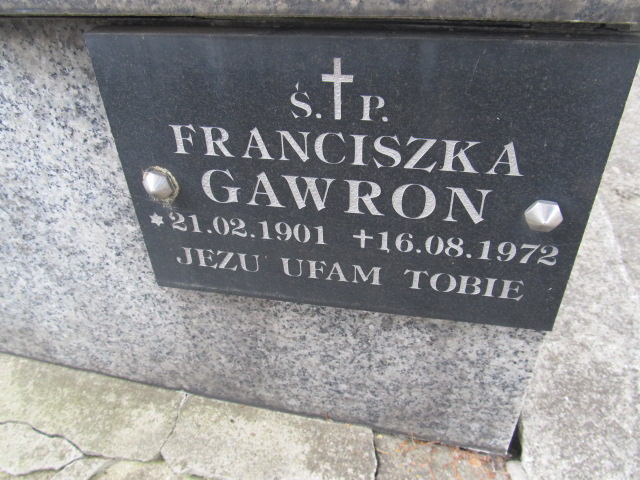 Ś. P.
FRANCISZKA
GAWRON
*21.02.1901 +16.08.1972
JEZU UFAM TOBIE